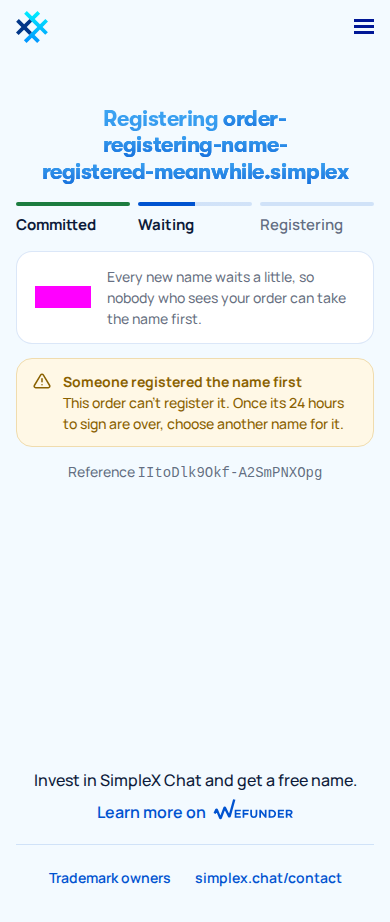 Registering order-
registering-name-
registered-meanwhile.simplex
Committed
Waiting
Registering
Every new name waits a little, so
nobody who sees your order can take
the name first.
Someone registered the name first
This order can't register it. Once its 24 hours
to sign are over, choose another name for it.
Reference IItoDlk9Okf-A2SmPNXOpg
Invest in SimpleX Chat and get a free name.
Learn more on WEFUNDER
Trademark owners
simplex.chat/contact